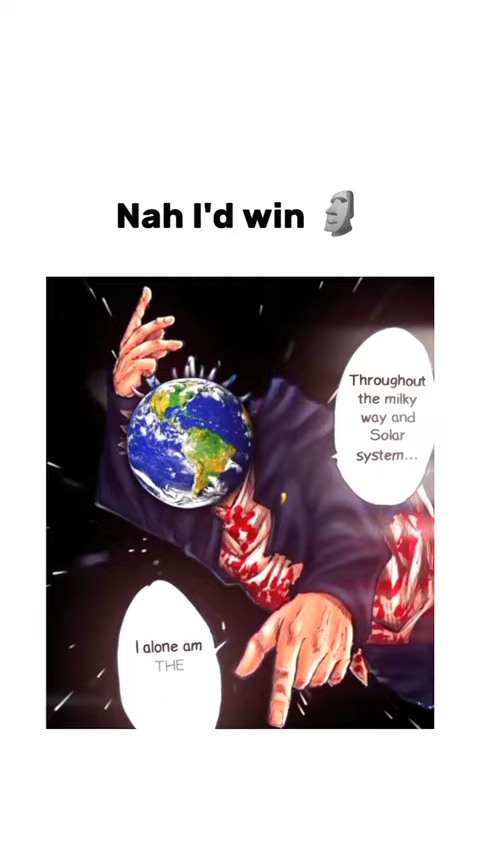 Nah I'd win 🗿
Throughout
the milky
way and
Solar
system...
I alone am
THE